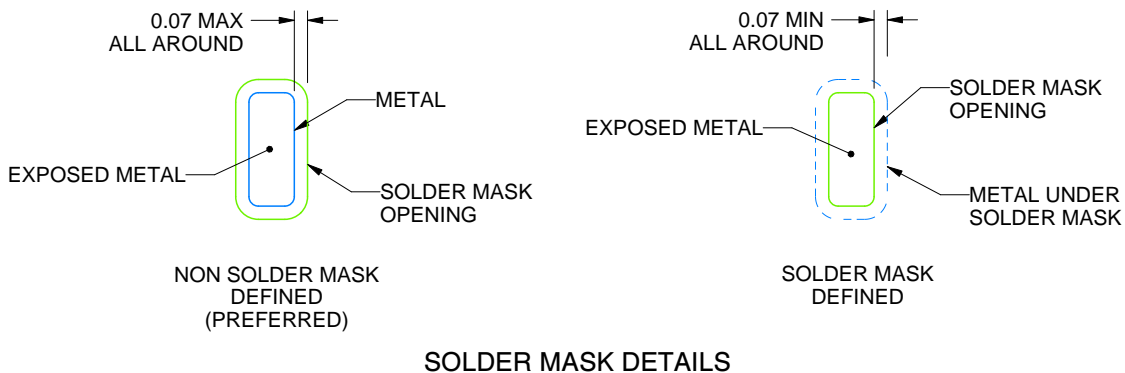 0.07 MAX
ALL AROUND
METAL
EXPOSED METAL
SOLDER MASK
OPENING
NON SOLDER MASK
DEFINED
(PREFERRED)
0.07 MIN
ALL AROUND
SOLDER MASK
OPENING
EXPOSED METAL
METAL UNDER
SOLDER MASK
SOLDER MASK
DEFINED
SOLDER MASK DETAILS